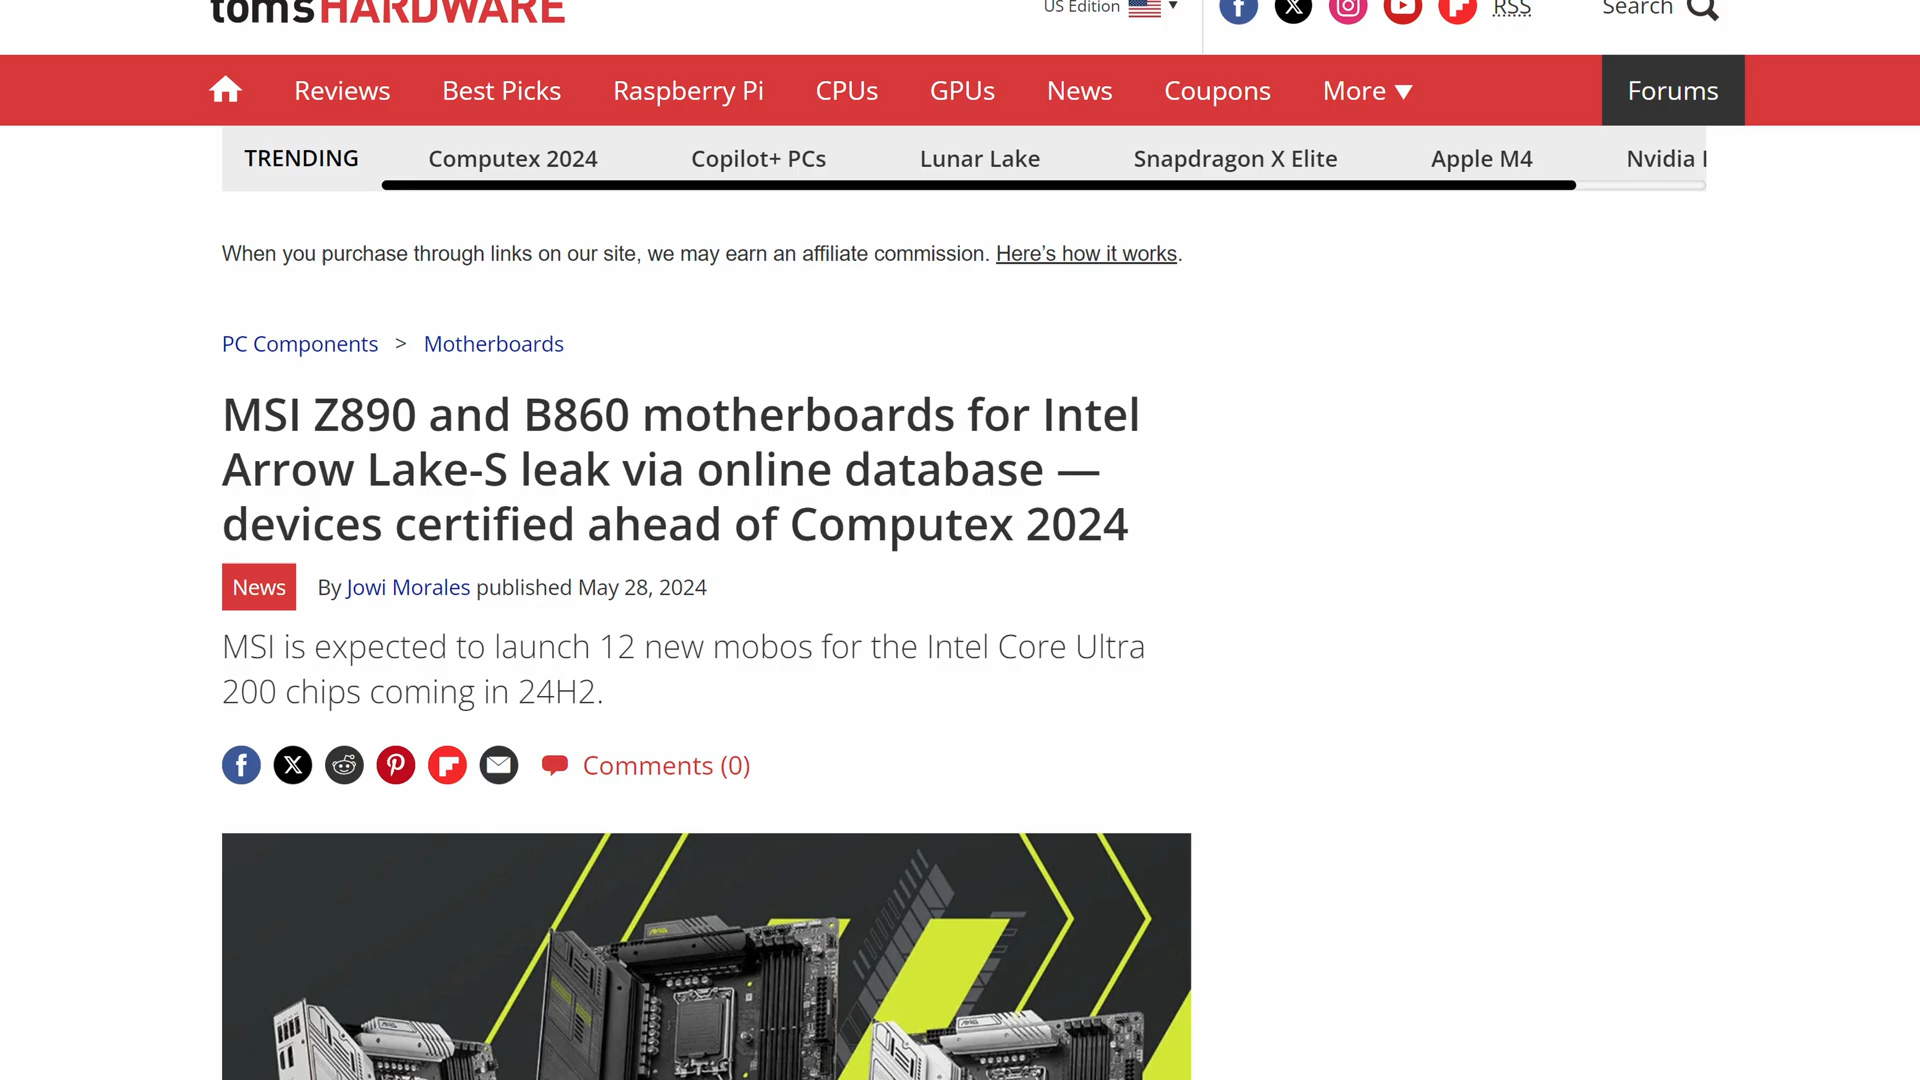 tom's HARDWARE
US Edition
RSS
Search
Reviews
Best Picks
Raspberry Pi
CPUs
GPUs
News
Coupons
More
Forums
TRENDING
Computex 2024
Copilot+ PCs
Lunar Lake
Snapdragon X Elite
Apple M4
Nvidia
When you purchase through links on our site, we may earn an affiliate commission. Here’s how it works.
PC Components > Motherboards
MSI Z890 and B860 motherboards for Intel
Arrow Lake-S leak via online database —
devices certified ahead of Computex 2024
News
By Jowi Morales published May 28, 2024
MSI is expected to launch 12 new mobos for the Intel Core Ultra
200 chips coming in 24H2.
Comments (0)